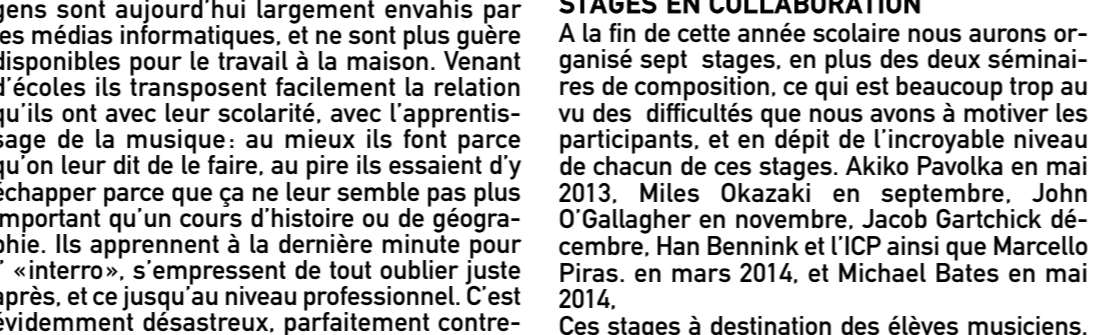 gens sont aujourd'hui largement envahis par
les médias informatiques, et ne sont plus guère
disponibles pour le travail à la maison. Venant
d'écoles ils transposent facilement la relation
qu'ils ont avec leur scolarité, avec l'apprentis-
sage de la musique: au mieux ils font parce
qu'on leur dit de le faire, au pire ils essaient d'y
échapper parce que ça ne leur semble pas plus
important qu'un cours d'histoire ou de géogra-
phie. Ils apprennent à la dernière minute pour
' «interro», s'empressent de tout oublier juste
après, et ce jusqu'au niveau professionnel. C'est
évidemment désastreux, parfaitement contre-
STAGES EN COLLABORATION
A la fin de cette année scolaire nous aurons or-
ganisé sept  stages, en plus des deux séminai-
res de composition, ce qui est beaucoup trop au
vu des  difficultés que nous avons à motiver les
participants, et en dépit de l'incroyable niveau
de chacun de ces stages. Akiko Pavolka en mai
2013, Miles Okazaki en septembre, John
O'Gallagher en novembre, Jacob Gartchick dé-
cembre, Han Bennink et l'ICP ainsi que Marcello
Piras. en mars 2014, et Michael Bates en mai
2014,
Ces stages à destination des élèves musiciens,